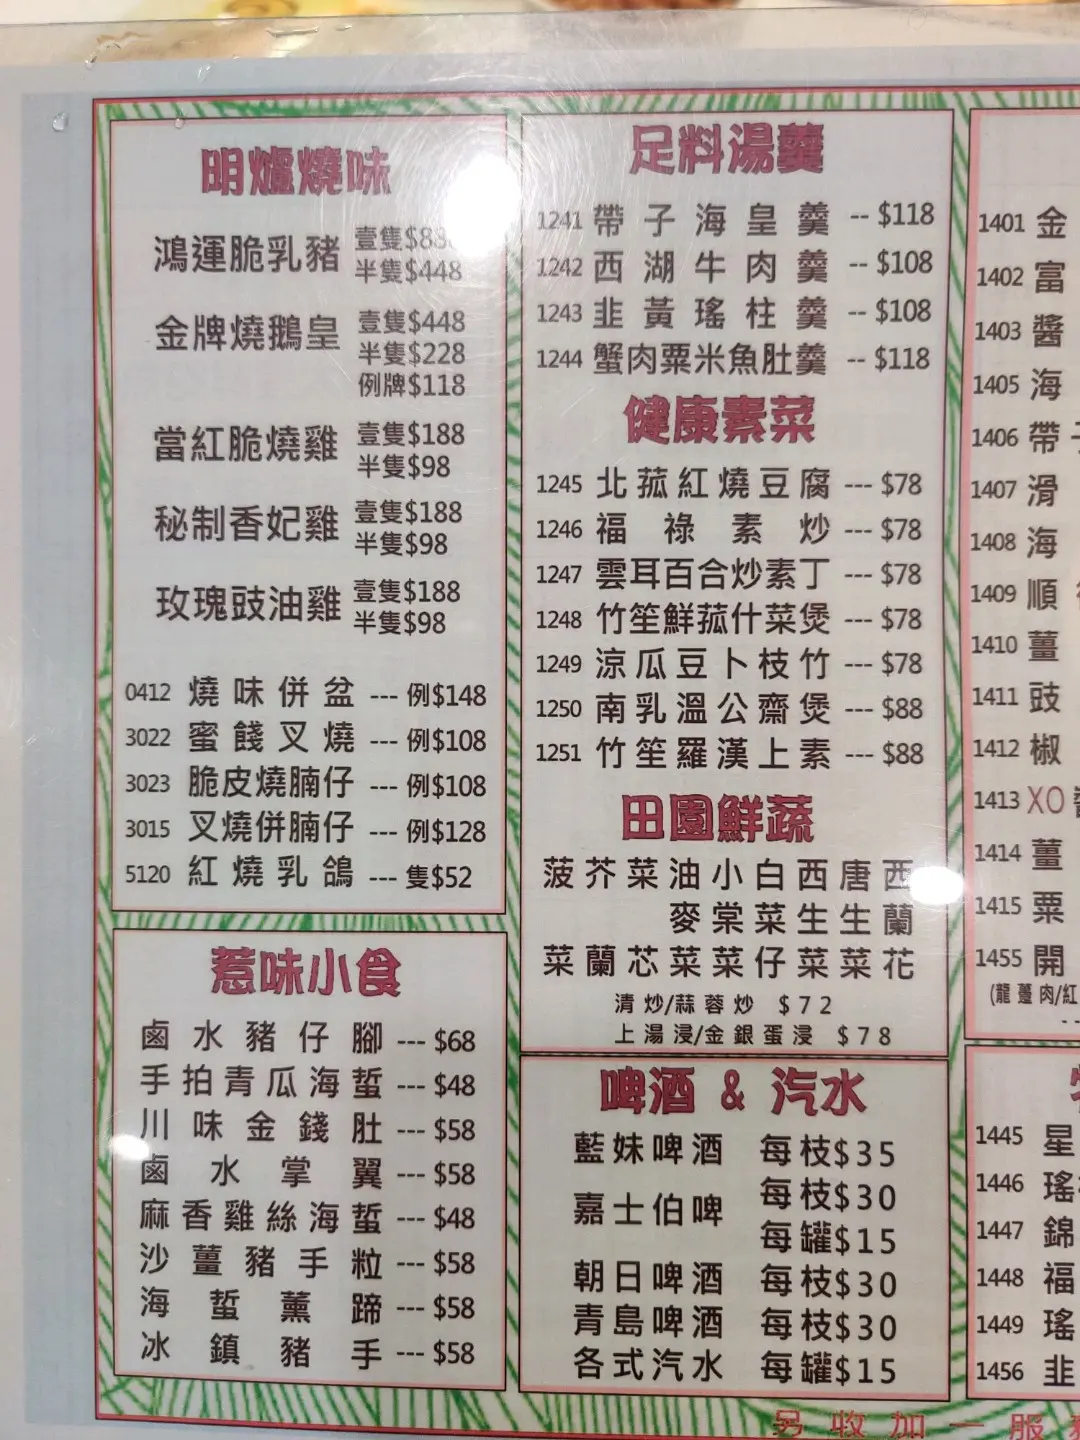 明爐燒味
鴻運脆乳豬 壹隻
半隻$448
金牌燒鵝皇 壹隻$448
半隻$228
例牌$118
當紅脆燒雞 壹隻$188
半隻$98
秘制香妃雞 壹隻$188
半隻$98
玫瑰豉油雞 壹隻$188
半隻$98
0412 燒味併盆 --- 例$148
3022 蜜餞叉燒 --- 例$108
3023 脆皮燒腩仔 --- 例$108
3015 叉燒併腩仔 --- 例$128
5120 紅燒乳鴿 --- 隻$52
惹味小食
鹵水豬仔腳 --- $68
手拍青瓜海蜇 --- $48
川味金錢肚 --- $58
鹵水掌翼 --- $58
麻香雞絲海蜇 --- $48
沙薑豬手粒 --- $58
海蜇薰蹄 --- $58
冰鎮豬手 --- $58
足料湯羹
1241 帶子海皇羹 -- $118
1242 西湖牛肉羹 -- $108
1243 韭黃瑤柱羹 -- $108
1244 蟹肉粟米魚肚羹 -- $118
健康素菜
1245 北菰紅燒豆腐 --- $78
1246 福祿素炒 --- $78
1247 雲耳百合炒素丁 --- $78
1248 竹笙鮮菰什菜煲 --- $78
1249 涼瓜豆卜枝竹 --- $78
1250 南乳溫公齋煲 --- $88
1251 竹笙羅漢上素 --- $88
田園鮮蔬
菠芥菜油小白西唐西
麥棠菜生生蘭
菜蘭芯菜菜仔菜菜花
清炒/蒜蓉炒 $72
上湯浸/金銀蛋浸 $78
啤酒 & 汽水
藍妹啤酒 每枝$35
嘉士伯啤 每枝$30
每罐$15
朝日啤酒 每枝$30
青島啤酒 每枝$30
各式汽水 每罐$15
1401 金
1402 富
1403 醬
1405 海
1406 帶子
1407 滑
1408 海
1409 順
1410 薑
1411 豉
1412 椒
1413 XO
1414 薑
1415 粟
1455 開
(龍躉肉/紅
1445 星
1446 瑤
1447 錦
1448 福
1449 瑤
1456 韭
另收加一服